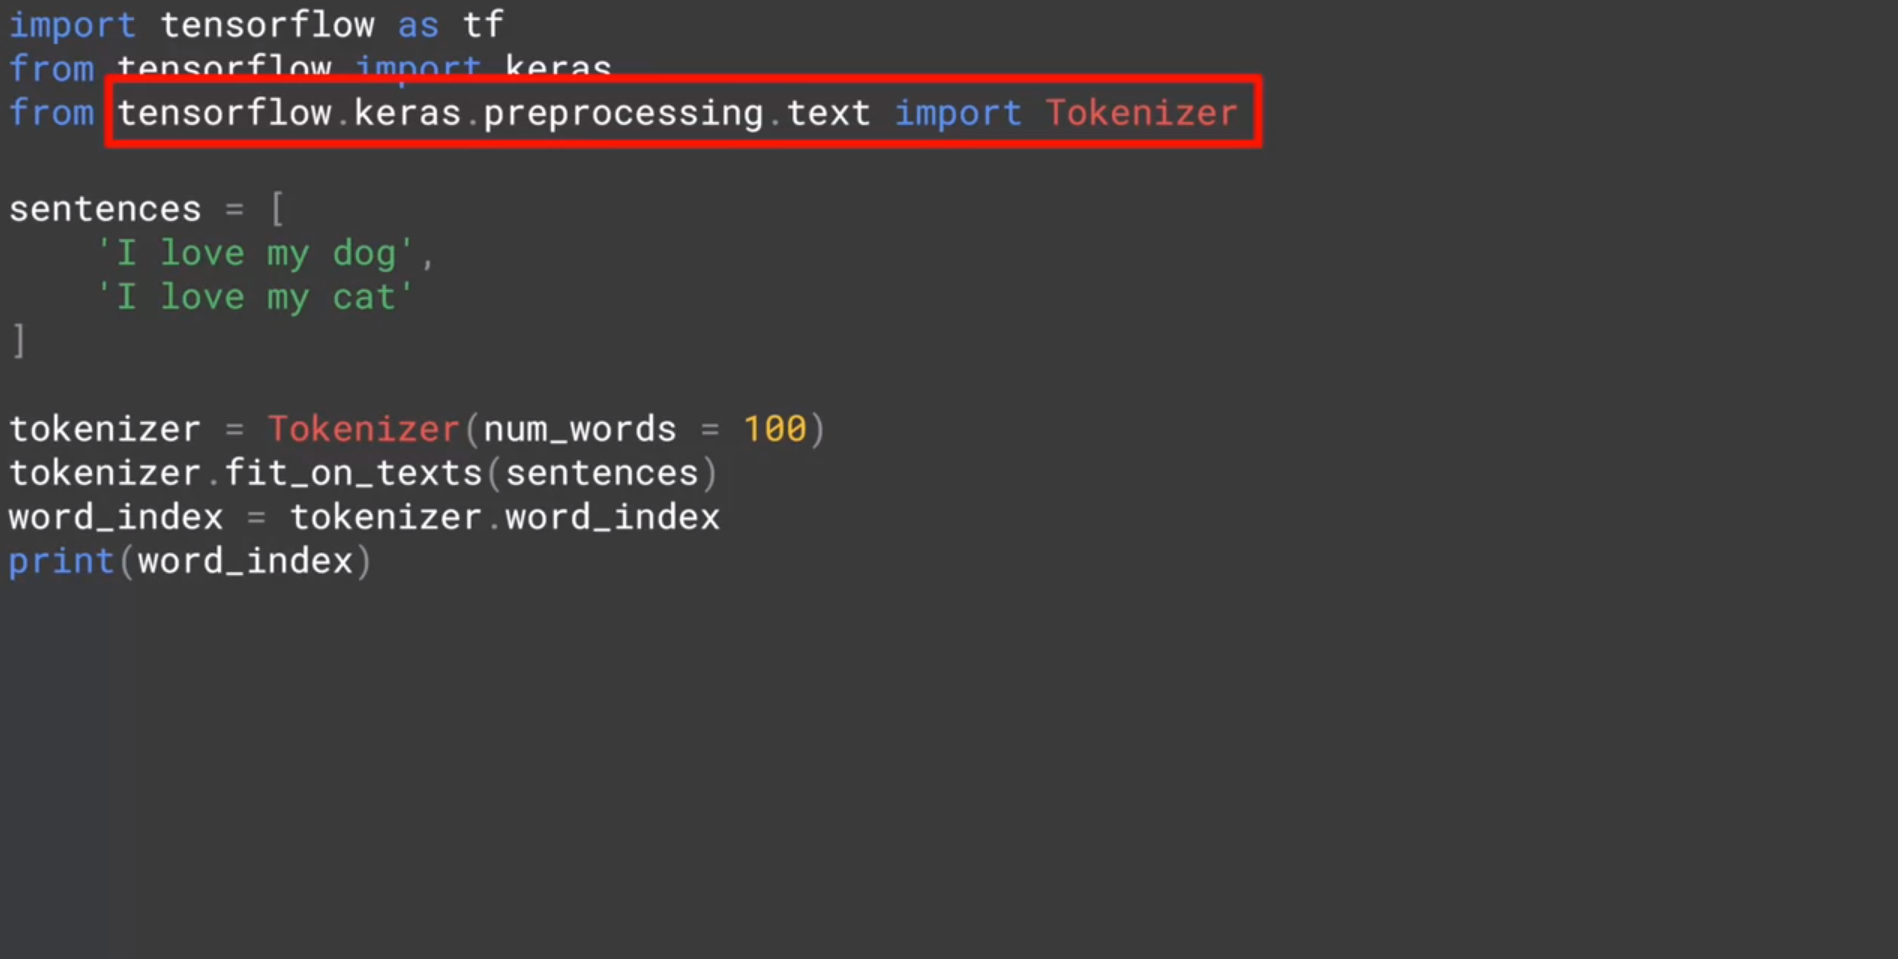 import tensorflow as tf
from tensorflow import keras
from tensorflow.keras.preprocessing.text import Tokenizer
sentences = [
    'I love my dog',
    'I love my cat'
]
tokenizer = Tokenizer(num_words = 100)
tokenizer.fit_on_texts(sentences)
word_index = tokenizer.word_index
print(word_index)